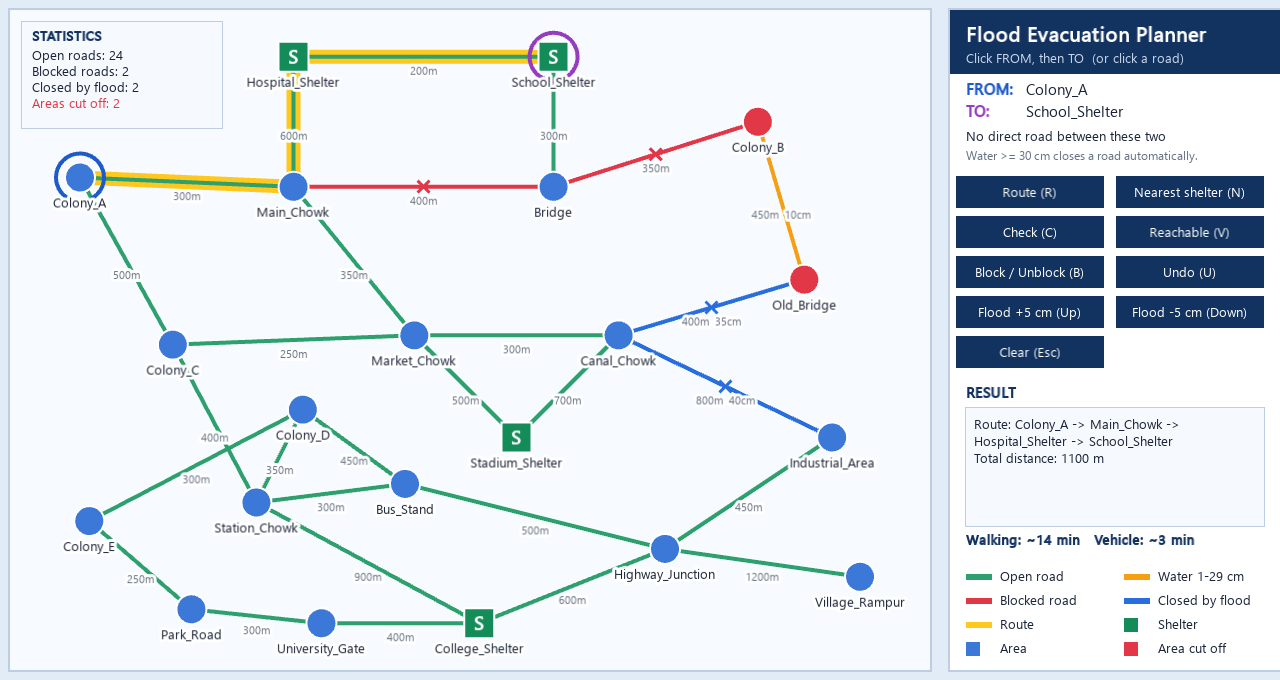 STATISTICS
Open roads: 24
Blocked roads: 2
Closed by flood: 2
Areas cut off: 2
S
Hospital_Shelter
S
School_Shelter
200m
600m
300m
Colony_B
350m
Colony_A
300m
Main_Chowk
400m
Bridge
450m 10cm
500m
350m
Old_Bridge
400m 35cm
Colony_C
250m
Market_Chowk
300m
Canal_Chowk
500m
700m
800m 40cm
S
Stadium_Shelter
Industrial_Area
Colony_D
400m
450m
350m
300m
Bus_Stand
Station_Chowk
300m
500m
450m
Colony_E
250m
900m
Highway_Junction
1200m
Village_Rampur
600m
Park_Road
300m
University_Gate
400m
S
College_Shelter
Flood Evacuation Planner
Click FROM, then TO (or click a road)
FROM: Colony_A
TO: School_Shelter
No direct road between these two
Water >= 30 cm closes a road automatically.
Route (R)
Nearest shelter (N)
Check (C)
Reachable (V)
Block / Unblock (B)
Undo (U)
Flood +5 cm (Up)
Flood -5 cm (Down)
Clear (Esc)
RESULT
Route: Colony_A -> Main_Chowk ->
Hospital_Shelter -> School_Shelter
Total distance: 1100 m
Walking: ~14 min Vehicle: ~3 min
Open road
Water 1-29 cm
Blocked road
Closed by flood
Route
Shelter
Area
Area cut off